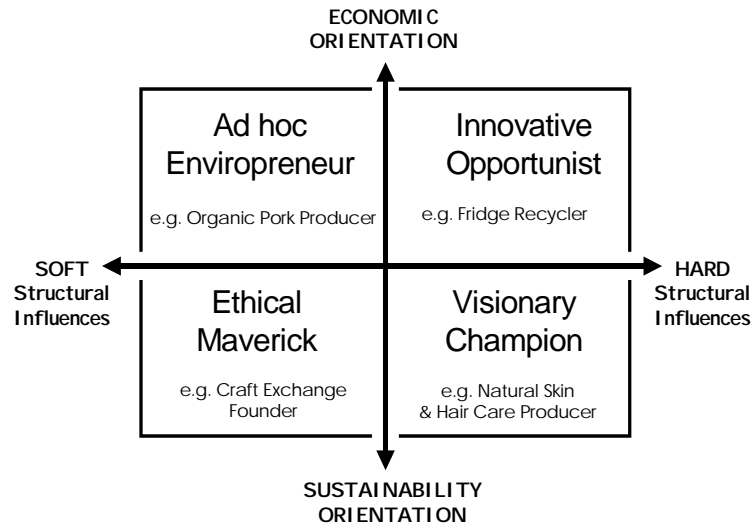 ECONOMIC
ORIENTATION
Ad hoc
Enviropreneur
e.g. Organic Pork Producer
Innovative
Opportunist
e.g. Fridge Recycler
SOFT
Structural
Influences
HARD
Structural
Influences
Ethical
Maverick
e.g. Craft Exchange
Founder
Visionary
Champion
e.g. Natural Skin
& Hair Care Producer
SUSTAINABILITY
ORIENTATION